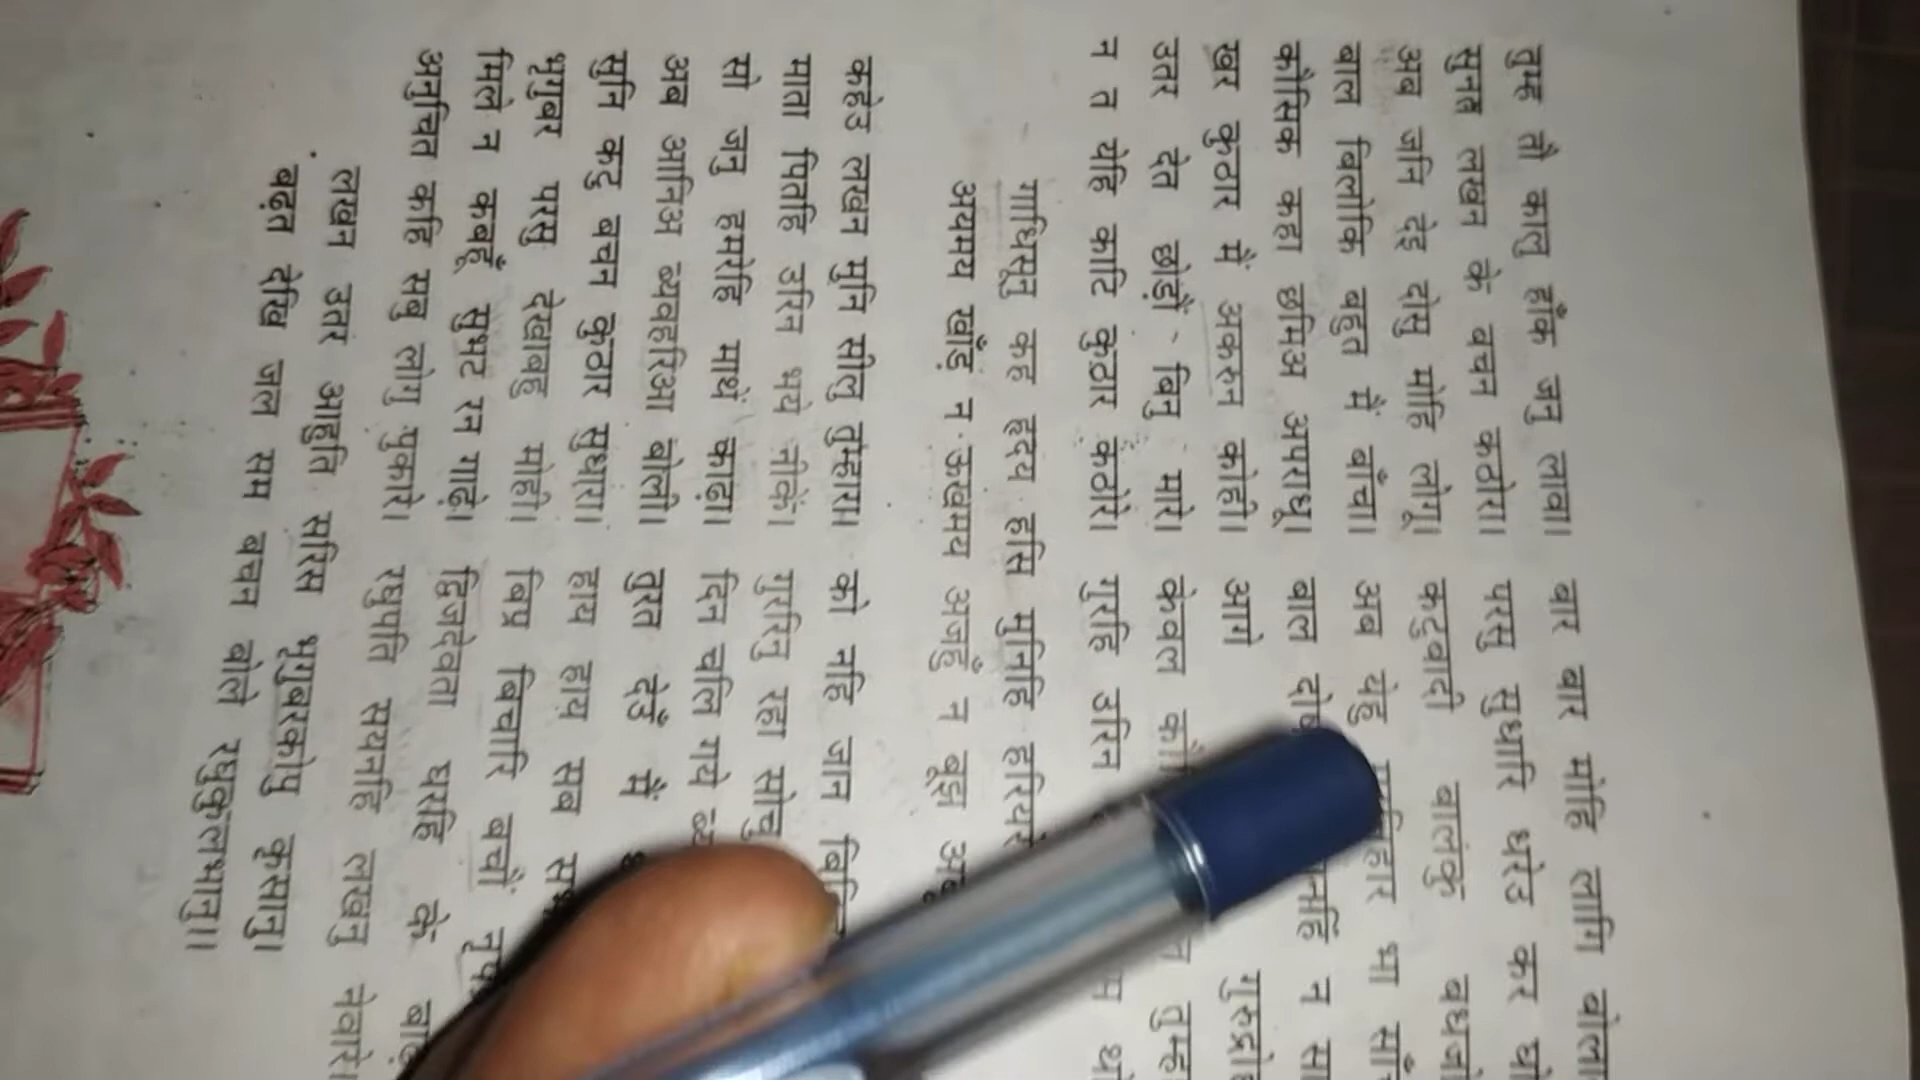 तुम्ह तौ कालु हाँक जनु लावा। बार बार मोहि लागि बोला
सुनत लखन के बचन कठोरा। परसु सुधारि धरेउ कर
अब जनि देइ दोसु मोहि लोगू। कटुबादी बालकु
बाल बिलोकि बहुत मैं बाँचा। अब येहु भा
कौसिक कहा छमिअ अपराधू। बाल न
खर कुठार मैं अकरुन कोही। आगे
उतर देत छोड़ौं बिनु मारे। केवल
न त येहि काटि कुठार कठोरे। गुरहि उरिन
गाधिसूनु कह हृदय हसि मुनिहि
अयमय खाँड़ न ऊखमय अजहुँ न बूझ
कहेउ लखन मुनि सीलु तुम्हारा। को नहि जान
माता पितहि उरिन भये नीकें। गुररिनु रहा सोचु
सो जनु हमरेहि माथें काढ़ा। दिन चलि गये
अब आनिअ ब्यवहरिआ बोली। तुरत देउँ मैं
सुनि कटु बचन कुठार सुधारा। हाय हाय सब
भृगुबर परसु देखाबहु मोही। बिप्र बिचारि बचौं
मिले न कबहूँ सुभट रन गाढ़े। द्विजदेवता घरहि के
अनुचित कहि सबु लोगु पुकारे। रघुपति सयनहि लखनु नेवारे।
लखन उतर आहुति सरिस भृगुबरकोपु कृसानु।
बढ़त देखि जल सम बचन बोले रघुकुलभानु॥